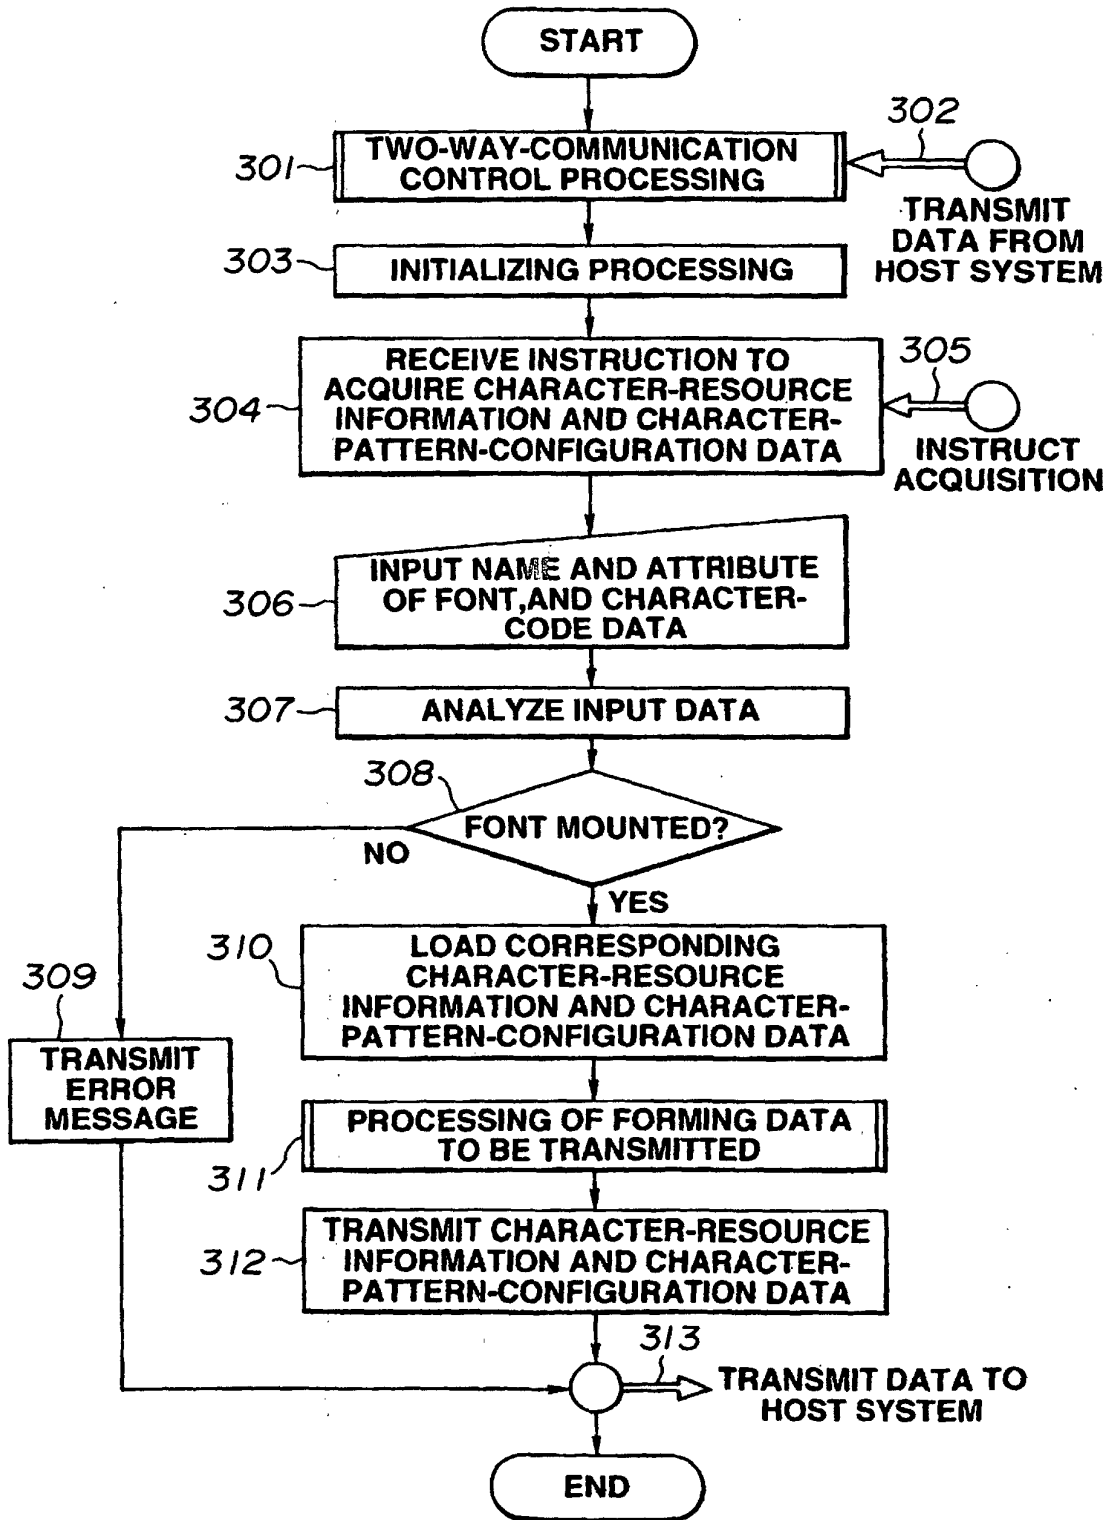 START
302
301
TWO-WAY-COMMUNICATION
CONTROL PROCESSING
TRANSMIT
DATA FROM
HOST SYSTEM
303
INITIALIZING PROCESSING
304
RECEIVE INSTRUCTION TO
ACQUIRE CHARACTER-RESOURCE
INFORMATION AND CHARACTER-
PATTERN-CONFIGURATION DATA
305
INSTRUCT
ACQUISITION
306
INPUT NAME AND ATTRIBUTE
OF FONT,AND CHARACTER-
CODE DATA
307
ANALYZE INPUT DATA
308
FONT MOUNTED?
NO
YES
309
TRANSMIT
ERROR
MESSAGE
310
LOAD CORRESPONDING
CHARACTER-RESOURCE
INFORMATION AND CHARACTER-
PATTERN-CONFIGURATION DATA
311
PROCESSING OF FORMING DATA
TO BE TRANSMITTED
312
TRANSMIT CHARACTER-RESOURCE
INFORMATION AND CHARACTER-
PATTERN-CONFIGURATION DATA
313
TRANSMIT DATA TO
HOST SYSTEM
END